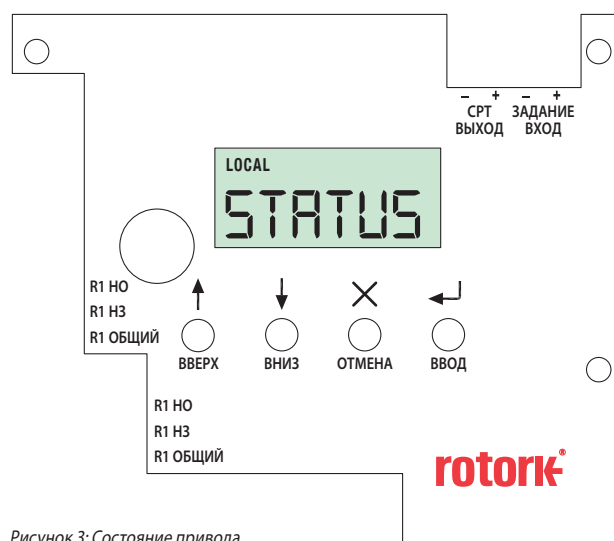 – + – +
СРТ ЗАДАНИЕ
ВЫХОД ВХОД
LOCAL
STATUS
R1 НО
R1 НЗ
R1 ОБЩИЙ
ВВЕРХ ВНИЗ ОТМЕНА ВВОД
R1 НО
R1 НЗ
R1 ОБЩИЙ
rotork®
Рисунок 3: Состояние привода